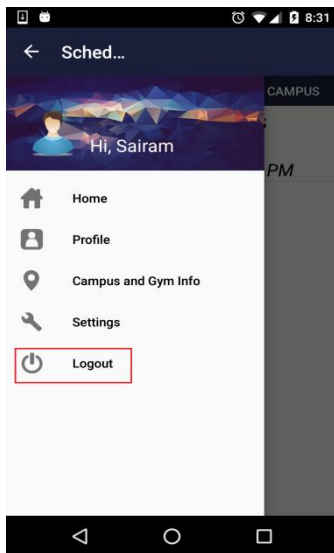 8:31
Sched...
CAMPUS
Hi, Sairam
PM
Home
Profile
Campus and Gym Info
Settings
Logout